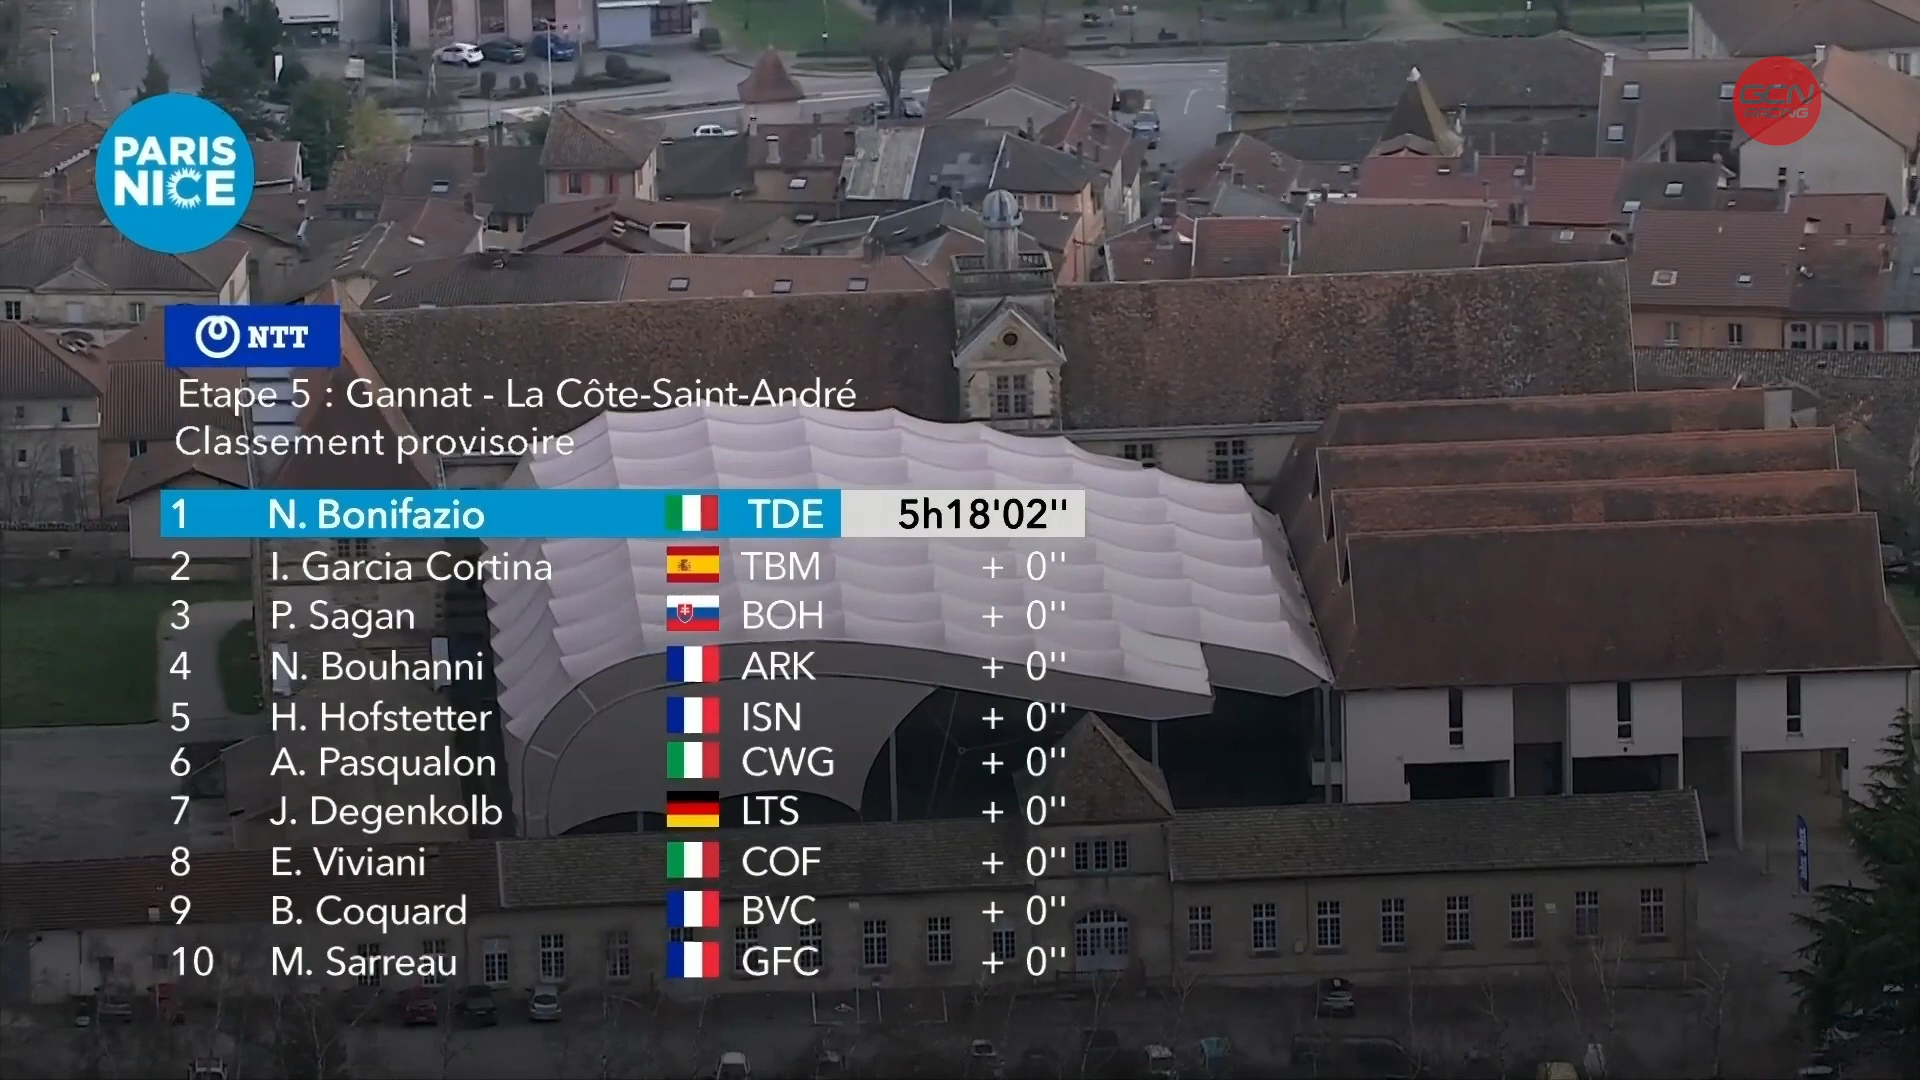 PARIS
NICE
GCN
RACING
NTT
Etape 5 : Gannat - La Côte-Saint-André
Classement provisoire
1 N. Bonifazio TDE 5h18'02''
2 I. Garcia Cortina TBM + 0''
3 P. Sagan BOH + 0''
4 N. Bouhanni ARK + 0''
5 H. Hofstetter ISN + 0''
6 A. Pasqualon CWG + 0''
7 J. Degenkolb LTS + 0''
8 E. Viviani COF + 0''
9 B. Coquard BVC + 0''
10 M. Sarreau GFC + 0''